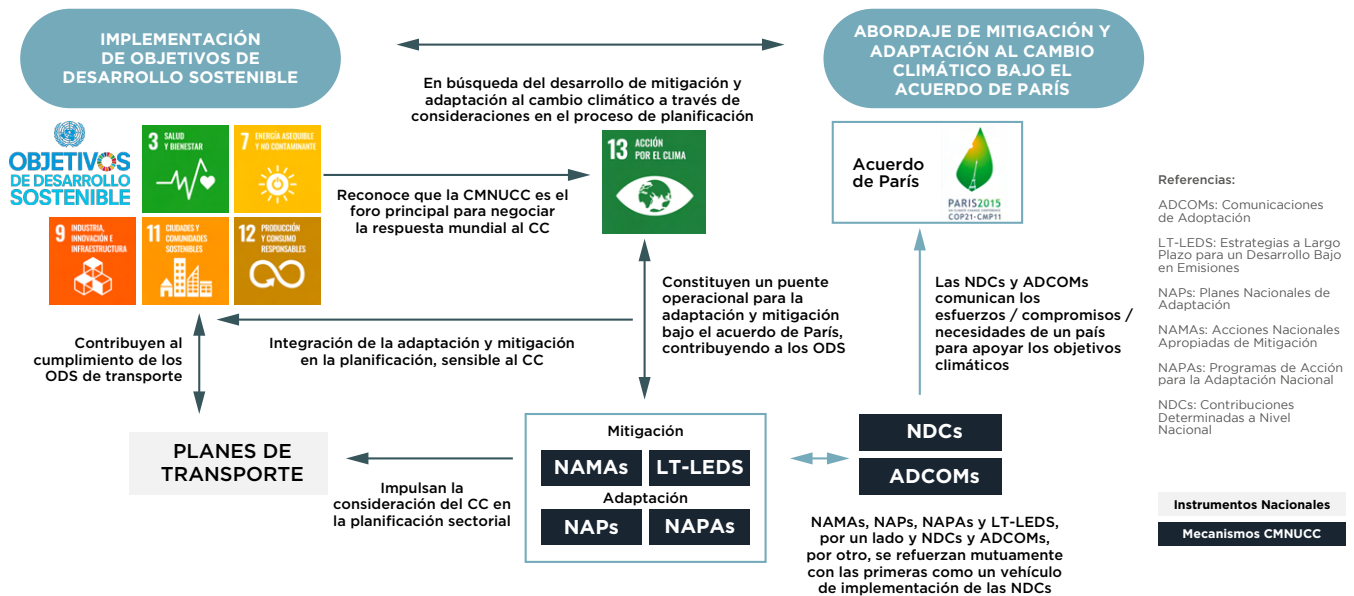 IMPLEMENTACIÓN
DE OBJETIVOS DE
DESARROLLO SOSTENIBLE
ABORDAJE DE MITIGACIÓN Y
ADAPTACIÓN AL CAMBIO
CLIMÁTICO BAJO EL
ACUERDO DE PARÍS
En búsqueda del desarrollo de mitigación y
adaptación al cambio climático a través de
consideraciones en el proceso de planificación
OBJETIVOS
DE DESARROLLO
SOSTENIBLE
3 SALUD
Y BIENESTAR
7 ENERGÍA ASEQUIBLE
Y NO CONTAMINANTE
9 INDUSTRIA,
INNOVACIÓN E
INFRAESTRUCTURA
11 CIUDADES Y
COMUNIDADES
SOSTENIBLES
12 PRODUCCIÓN
Y CONSUMO
RESPONSABLES
Reconoce que la CMNUCC es el
foro principal para negociar
la respuesta mundial al CC
13 ACCIÓN
POR EL CLIMA
Acuerdo
de París
PARIS2015
COP21·CMP11
Contribuyen al
cumplimiento de los
ODS de transporte
Integración de la adaptación y mitigación
en la planificación, sensible al CC
Constituyen un puente
operacional para la
adaptación y mitigación
bajo el acuerdo de París,
contribuyendo a los ODS
Las NDCs y ADCOMs
comunican los
esfuerzos / compromisos /
necesidades de un país
para apoyar los objetivos
climáticos
PLANES DE
TRANSPORTE
Impulsan la
consideración del CC en
la planificación sectorial
Mitigación
NAMAs
LT-LEDS
Adaptación
NAPs
NAPAs
NDCs
ADCOMs
NAMAs, NAPs, NAPAs y LT-LEDS,
por un lado y NDCs y ADCOMs,
por otro, se refuerzan mutuamente
con las primeras como un vehículo
de implementación de las NDCs
Referencias:
ADCOMs: Comunicaciones
de Adoptación
LT-LEDS: Estrategias a Largo
Plazo para un Desarrollo Bajo
en Emisiones
NAPs: Planes Nacionales de
Adaptación
NAMAs: Acciones Nacionales
Apropiadas de Mitigación
NAPAs: Programas de Acción
para la Adaptación Nacional
NDCs: Contribuciones
Determinadas a Nivel
Nacional
Instrumentos Nacionales
Mecanismos CMNUCC